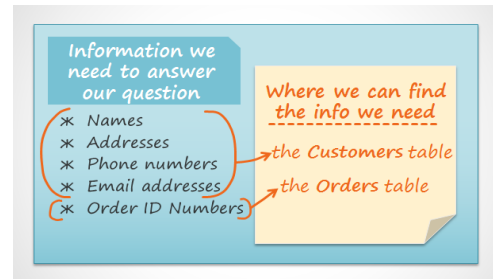 Information we
need to answer
our question
* Names
* Addresses
* Phone numbers
* Email addresses
* Order ID Numbers
Where we can find
the info we need
the Customers table
the Orders table